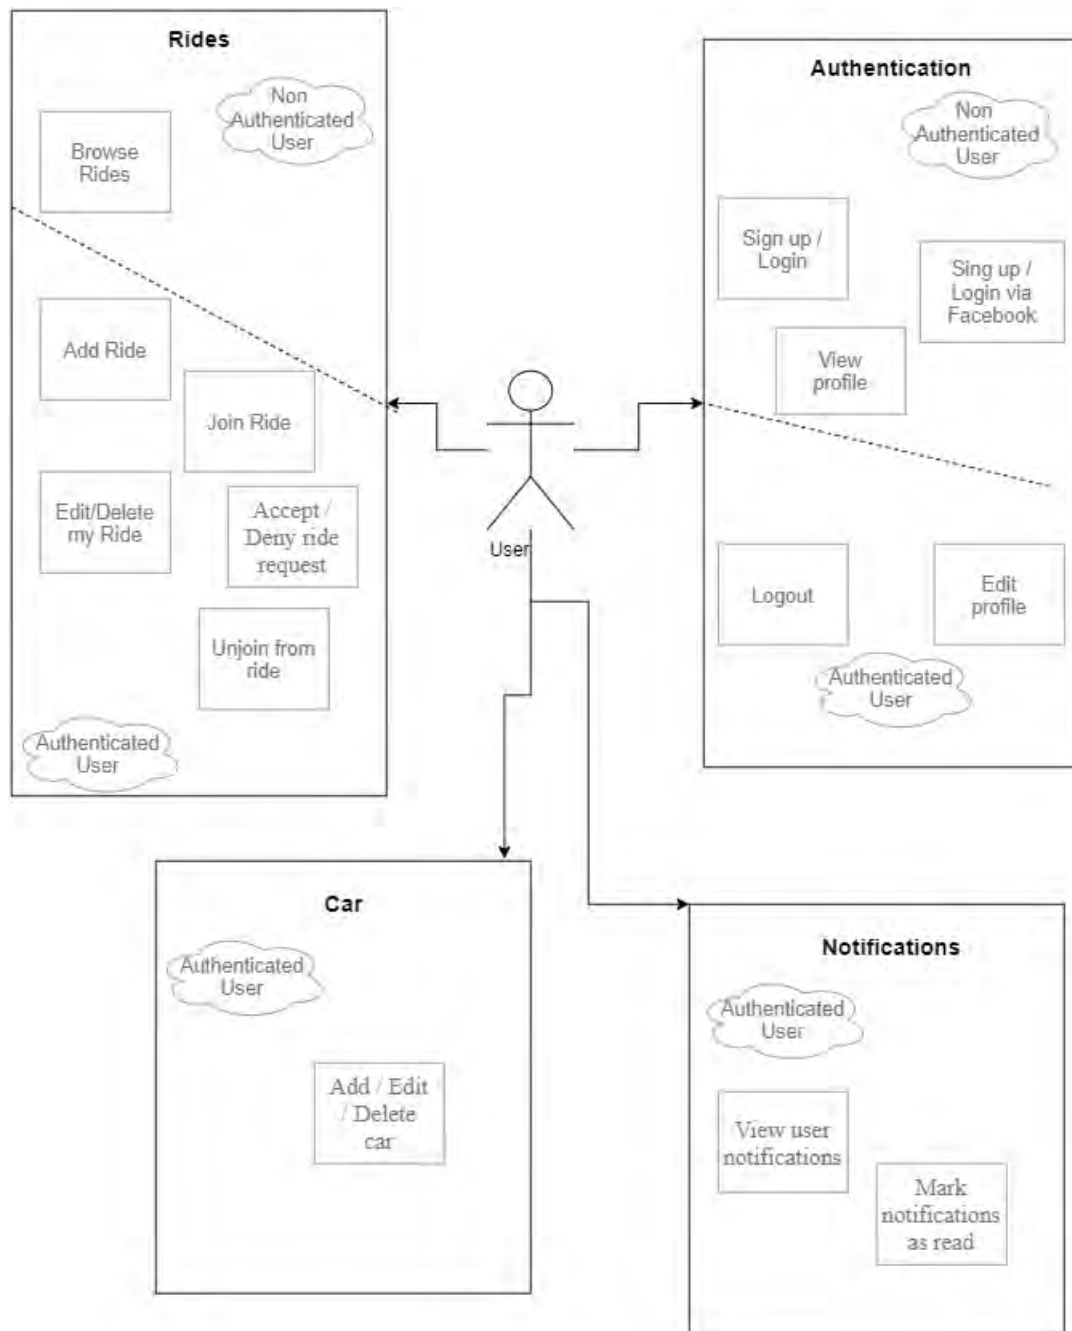 Rides
Non
Authenticated
User
Browse
Rides
Add Ride
Join Ride
Edit/Delete
my Ride
Accept /
Deny ride
request
Unjoin from
ride
Authenticated
User
User
Authentication
Non
Authenticated
User
Sign up /
Login
Sing up /
Login via
Facebook
View
profile
Logout
Edit
profile
Authenticated
User
Car
Authenticated
User
Add / Edit
/ Delete
car
Notifications
Authenticated
User
View user
notifications
Mark
notifications
as read